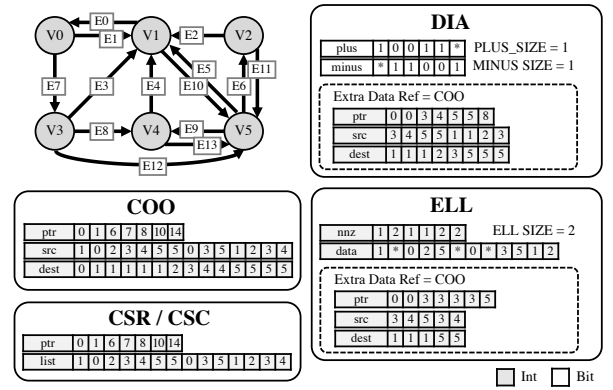 E0
V0 E1 V1 E2 V2
E5 E11
E7 E3 E4 E10 E6
V3 E8 V4 E9 V5
E13
E12
DIA
plus 1 0 0 1 1 * PLUS_SIZE = 1
minus * 1 1 0 0 1 MINUS SIZE = 1
Extra Data Ref = COO
ptr 0 0 3 4 5 5 8
src 3 4 5 5 1 1 2 3
dest 1 1 1 2 3 5 5 5
COO
ptr 0 1 6 7 8 10 14
src 1 0 2 3 4 5 5 0 3 5 1 2 3 4
dest 0 1 1 1 1 1 2 3 4 4 5 5 5 5
CSR / CSC
ptr 0 1 6 7 8 10 14
list 1 0 2 3 4 5 5 0 3 5 1 2 3 4
ELL
nnz 1 2 1 1 2 2 ELL SIZE = 2
data 1 * 0 2 5 * 0 * 3 5 1 2
Extra Data Ref = COO
ptr 0 0 3 3 3 3 5
src 3 4 5 3 4
dest 1 1 1 5 5
Int Bit